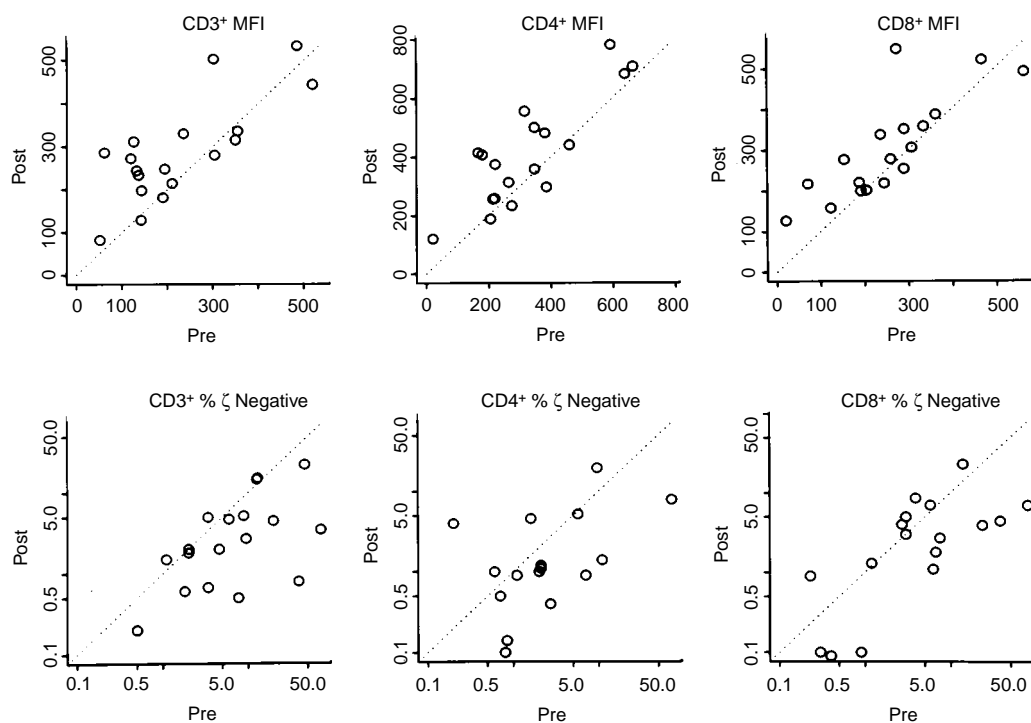 CD3⁺ MFI
Post
0 100 300 500
100 300 500
Pre
CD4⁺ MFI
Post
0 200 400 600 800
0 200 400 600 800
Pre
CD8⁺ MFI
Post
0 100 300 500
0 100 300 500
Pre
CD3⁺ % ζ Negative
Post
0.1 0.5 5.0 50.0
0.1 0.5 5.0 50.0
Pre
CD4⁺ % ζ Negative
Post
0.1 0.5 5.0 50.0
0.1 0.5 5.0 50.0
Pre
CD8⁺ % ζ Negative
Post
0.1 0.5 5.0 50.0
0.1 0.5 5.0 50.0
Pre